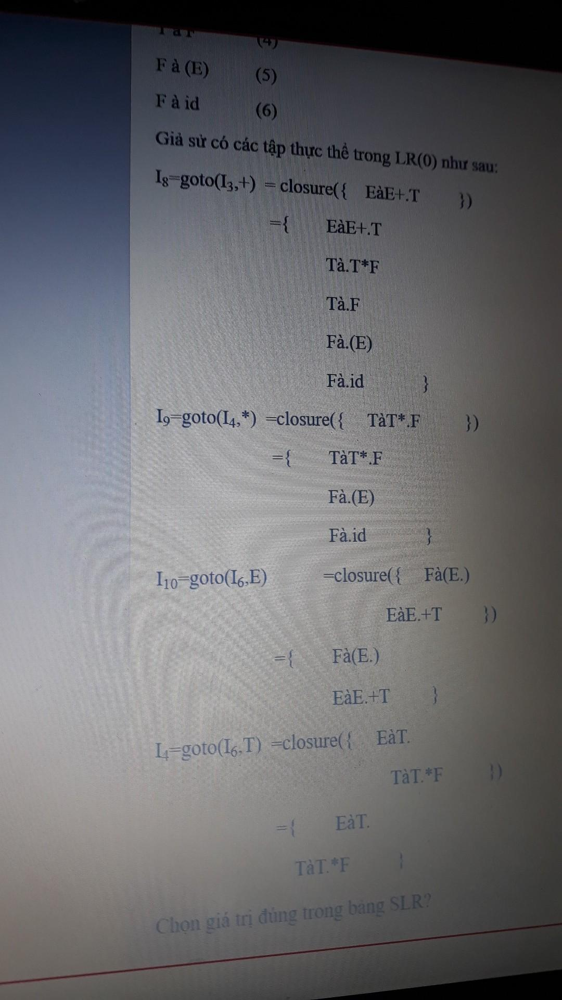 T à F (4)
F à (E) (5)
F à id (6)
Giả sử có các tập thực thể trong LR(0) như sau:
I8=goto(I3,+) = closure({ EàE+.T })
={ EàE+.T
Tà.T*F
Tà.F
Fà.(E)
Fà.id }
I9=goto(I4,*) =closure({ TàT*.F })
={ TàT*.F
Fà.(E)
Fà.id }
I10=goto(I6,E) =closure({ Fà(E.)
EàE.+T })
={ Fà(E.)
EàE.+T }
I4=goto(I6,T) =closure({ EàT.
TàT.*F })
={ EàT.
TàT.*F }
Chọn giá trị đúng trong bảng SLR?